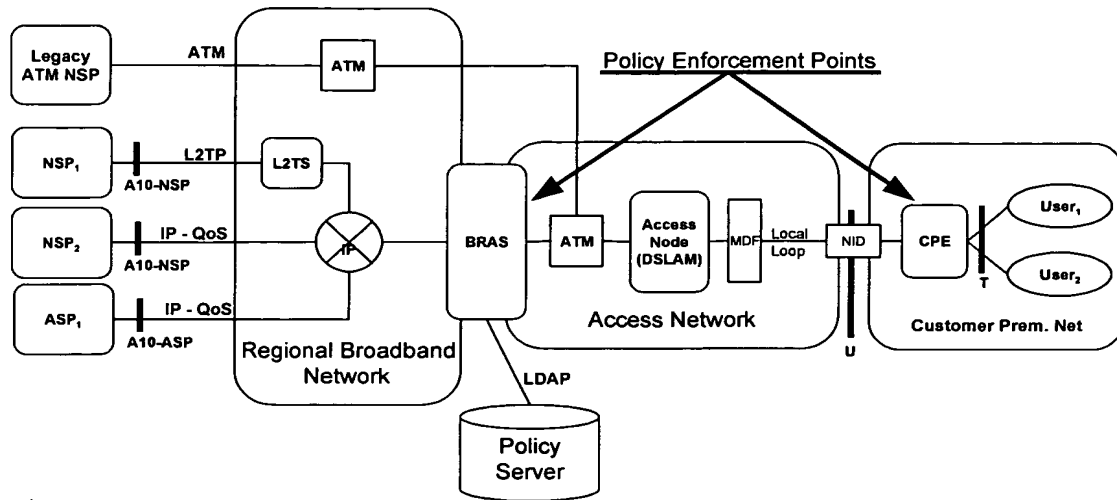 Legacy
ATM NSP
ATM
ATM
Policy Enforcement Points
NSP1
L2TP
A10-NSP
L2TS
NSP2
IP - QoS
A10-NSP
IP
BRAS
ATM
Access
Node
(DSLAM)
MDF
Local
Loop
NID
CPE
User1
User2
T
ASP1
IP - QoS
A10-ASP
Regional Broadband
Network
Access Network
U
Customer Prem. Net
LDAP
Policy
Server